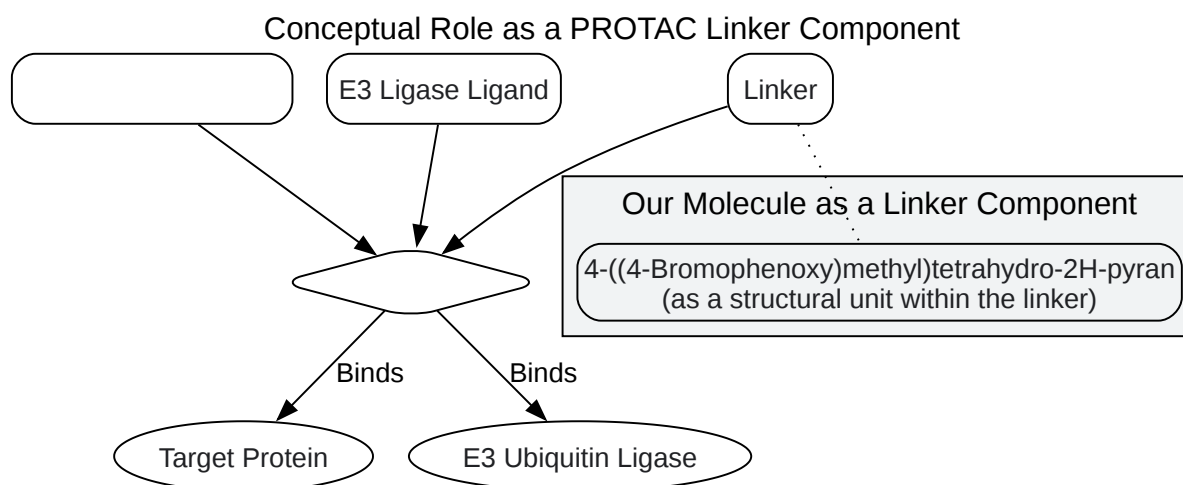 Conceptual Role as a PROTAC Linker Component
E3 Ligase Ligand
Linker
Our Molecule as a Linker Component
4-((4-Bromophenoxy)methyl)tetrahydro-2H-pyran
(as a structural unit within the linker)
Binds
Binds
Target Protein
E3 Ubiquitin Ligase